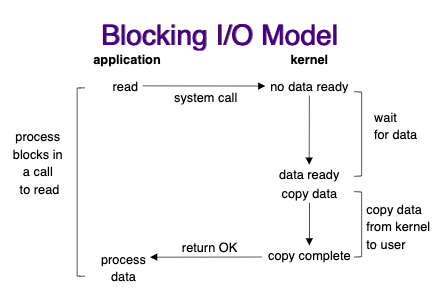 Blocking I/O Model
application
kernel
read
system call
no data ready
wait
for data
process
blocks in
a call
to read
data ready
copy data
copy data
from kernel
to user
return OK
copy complete
process
data